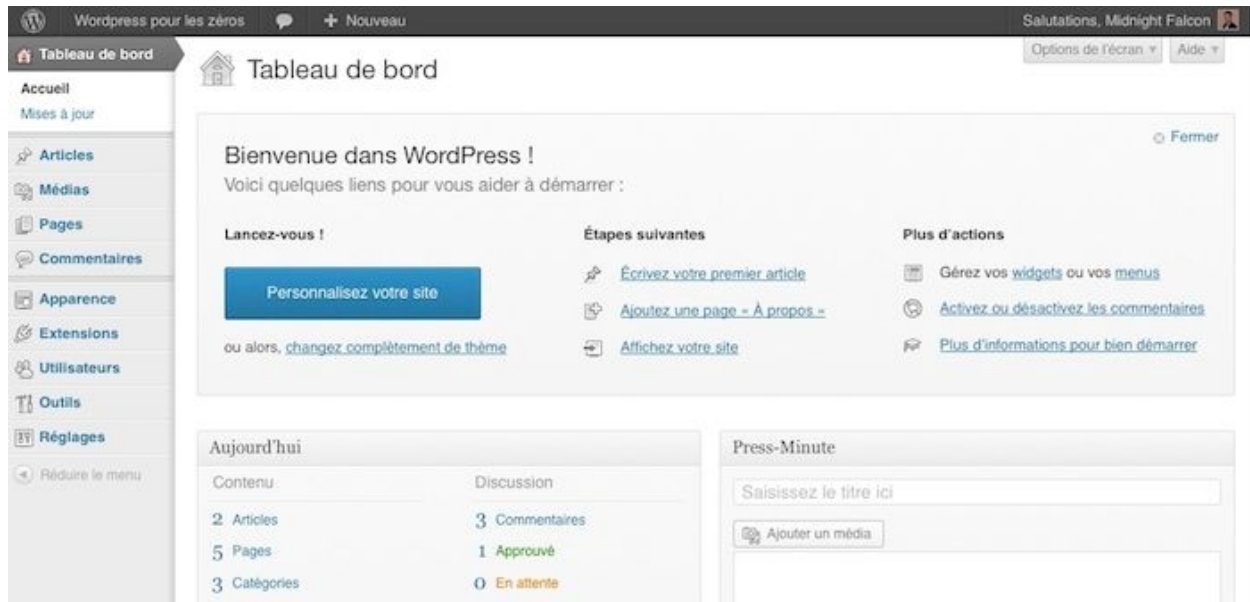 Wordpress pour les zéros + Nouveau Salutations, Midnight Falcon
Options de l'écran Aide
Tableau de bord
Accueil
Mises à jour
Articles
Médias
Pages
Commentaires
Apparence
Extensions
Utilisateurs
Outils
Réglages
Réduire le menu
Tableau de bord
Fermer
Bienvenue dans WordPress !
Voici quelques liens pour vous aider à démarrer :
Lancez-vous !
Personnalisez votre site
ou alors, changez complètement de thème
Étapes suivantes
Écrivez votre premier article
Ajoutez une page « À propos »
Affichez votre site
Plus d'actions
Gérez vos widgets ou vos menus
Activez ou désactivez les commentaires
Plus d'informations pour bien démarrer
Aujourd'hui
Contenu
2 Articles
5 Pages
3 Catégories
Discussion
3 Commentaires
1 Approuvé
0 En attente
Press-Minute
Saisissez le titre ici
Ajouter un média